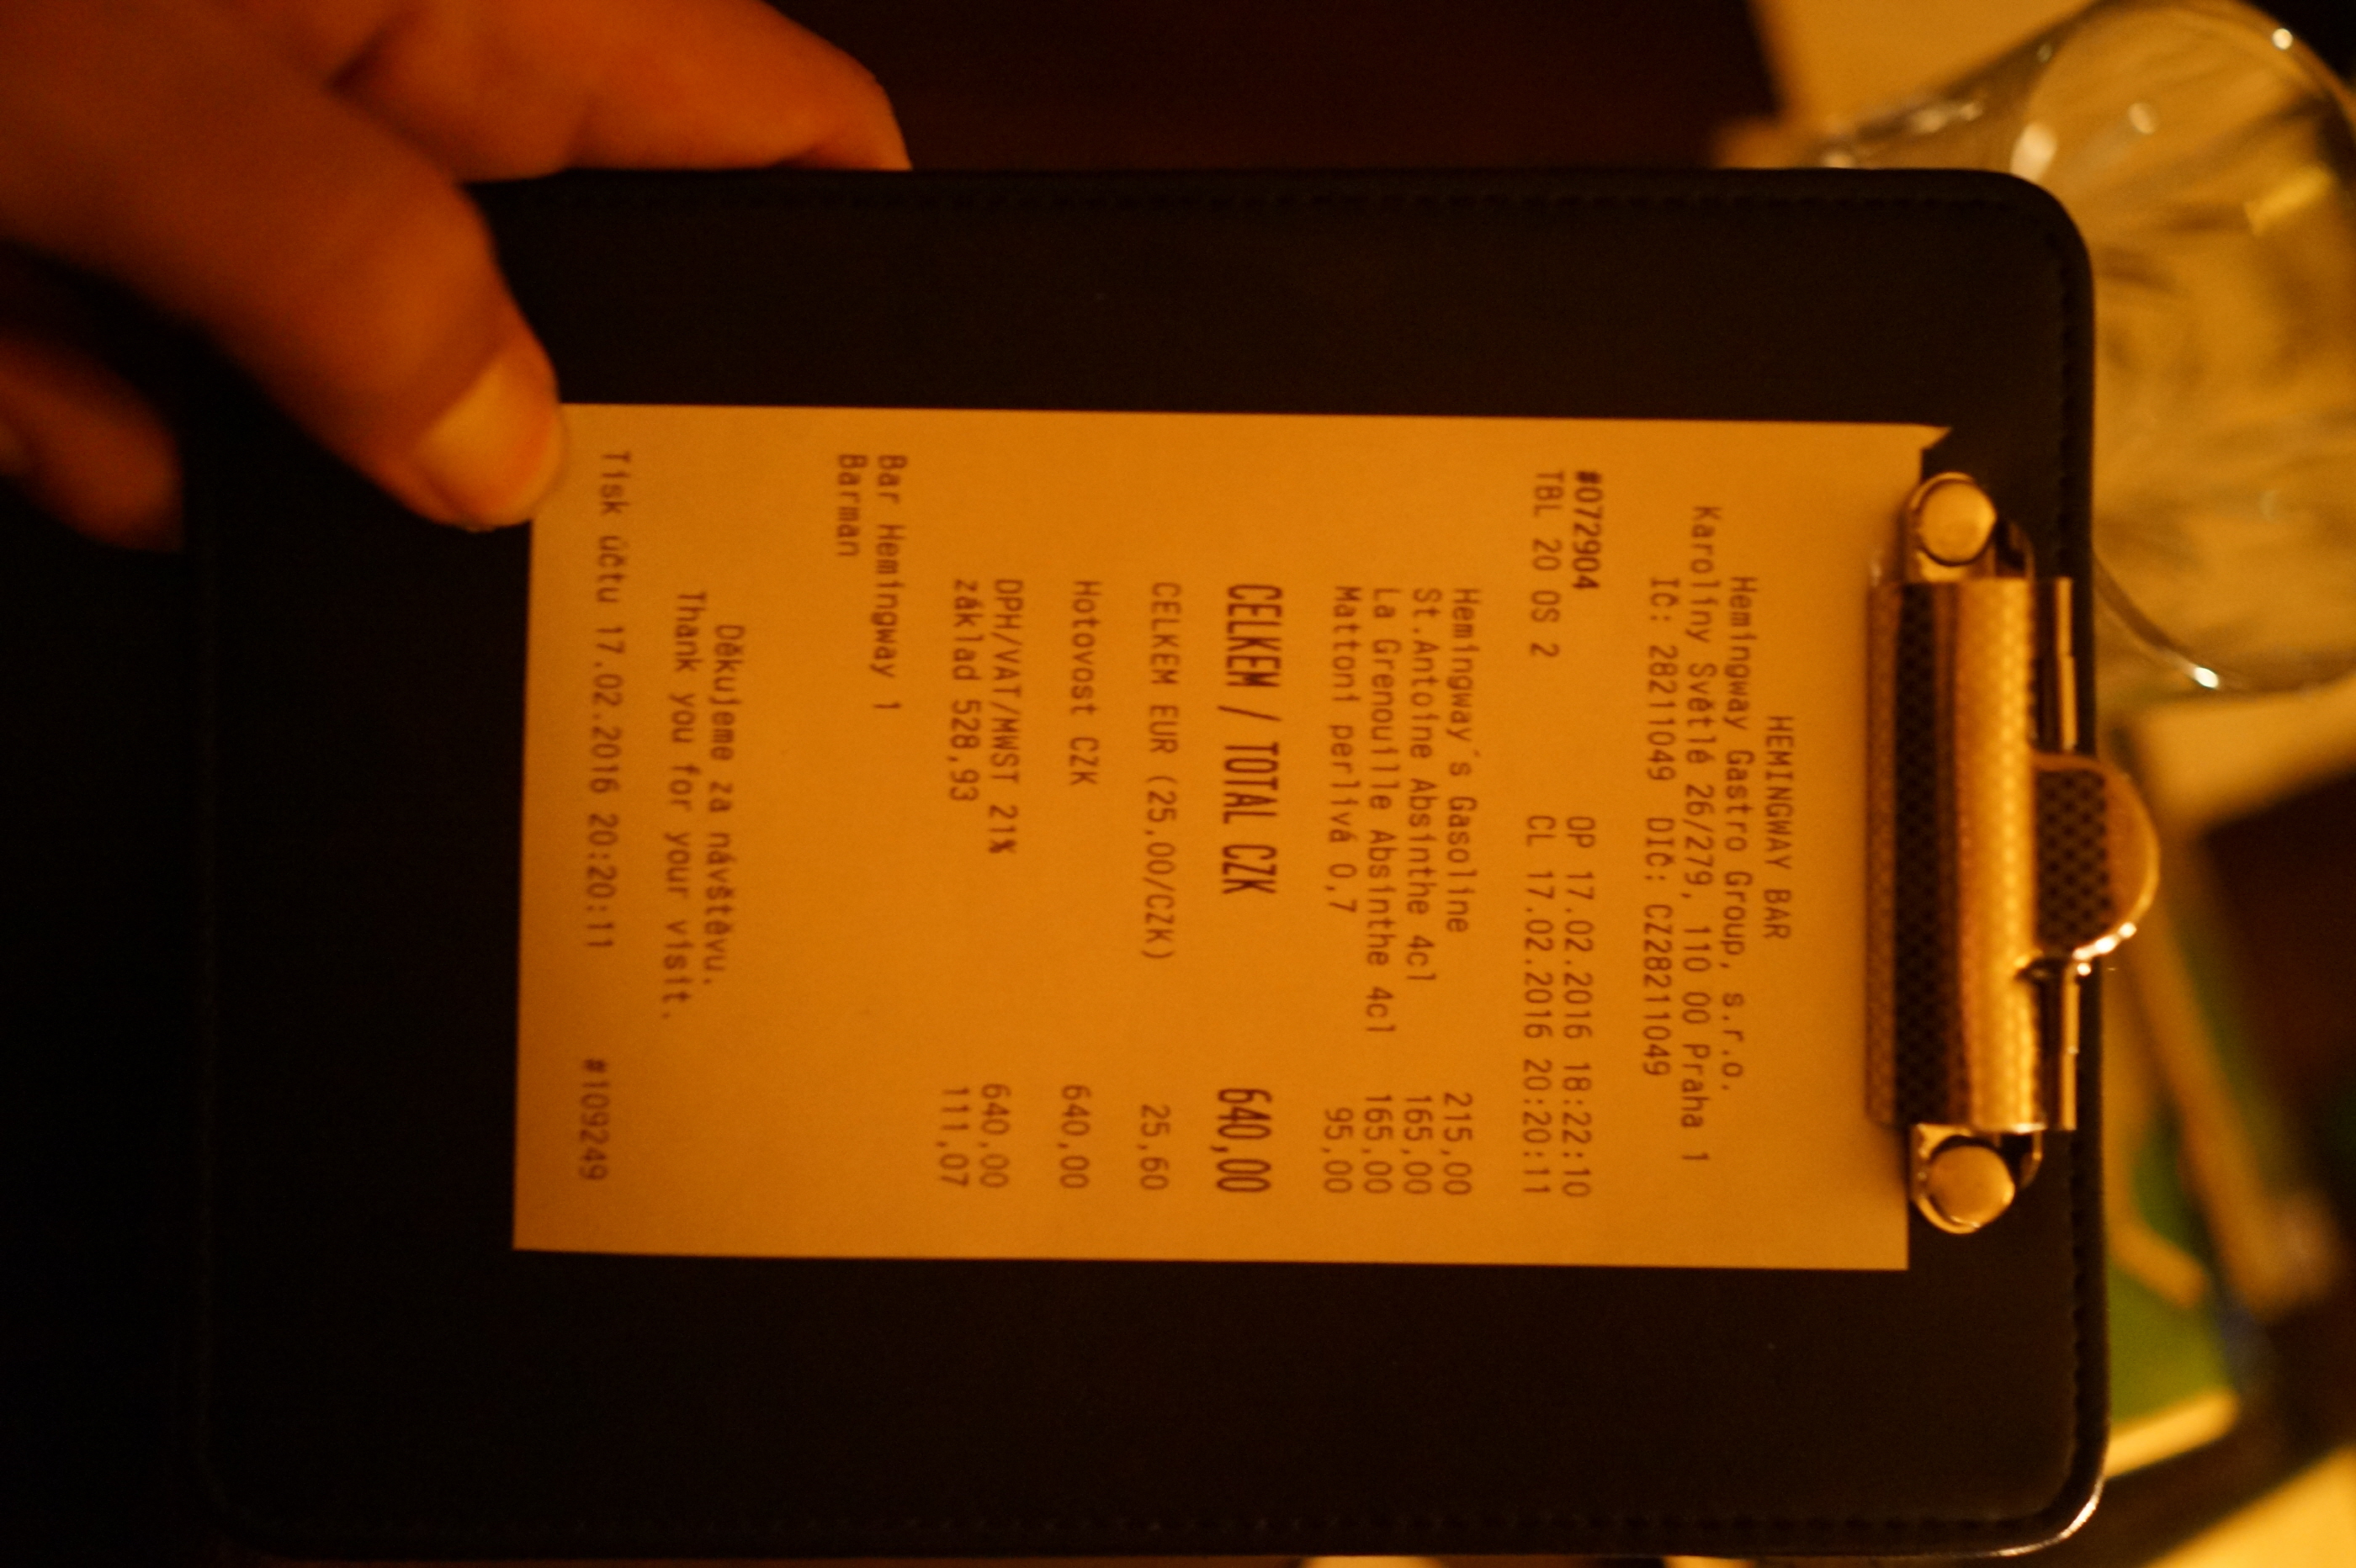 HEMINGWAY BAR
Hemingway Gastro Group, s.r.o.
Karoliny Světlé 26/279, 110 00 Praha 1
IČ: 28211049 DIČ: CZ28211049
#072904 OP 17.02.2016 18:22:10
TBL 20 OS 2 CL 17.02.2016 20:20:11
Hemingway´s Gasoline 215,00
St.Antoine Absinthe 4cl 165,00
La Grenouille Absinthe 4cl 165,00
Mattoni perlivá 0,7 95,00
CELKEM / TOTAL CZK 640,00
CELKEM EUR (25,00/CZK) 25,60
Hotovost CZK 640,00
DPH/VAT/MWST 21% 640,00
základ 528,93 111,07
Bar Hemingway 1
Barman
Děkujeme za návštěvu.
Thank you for your visit.
Tisk účtu 17.02.2016 20:20:11 #109249